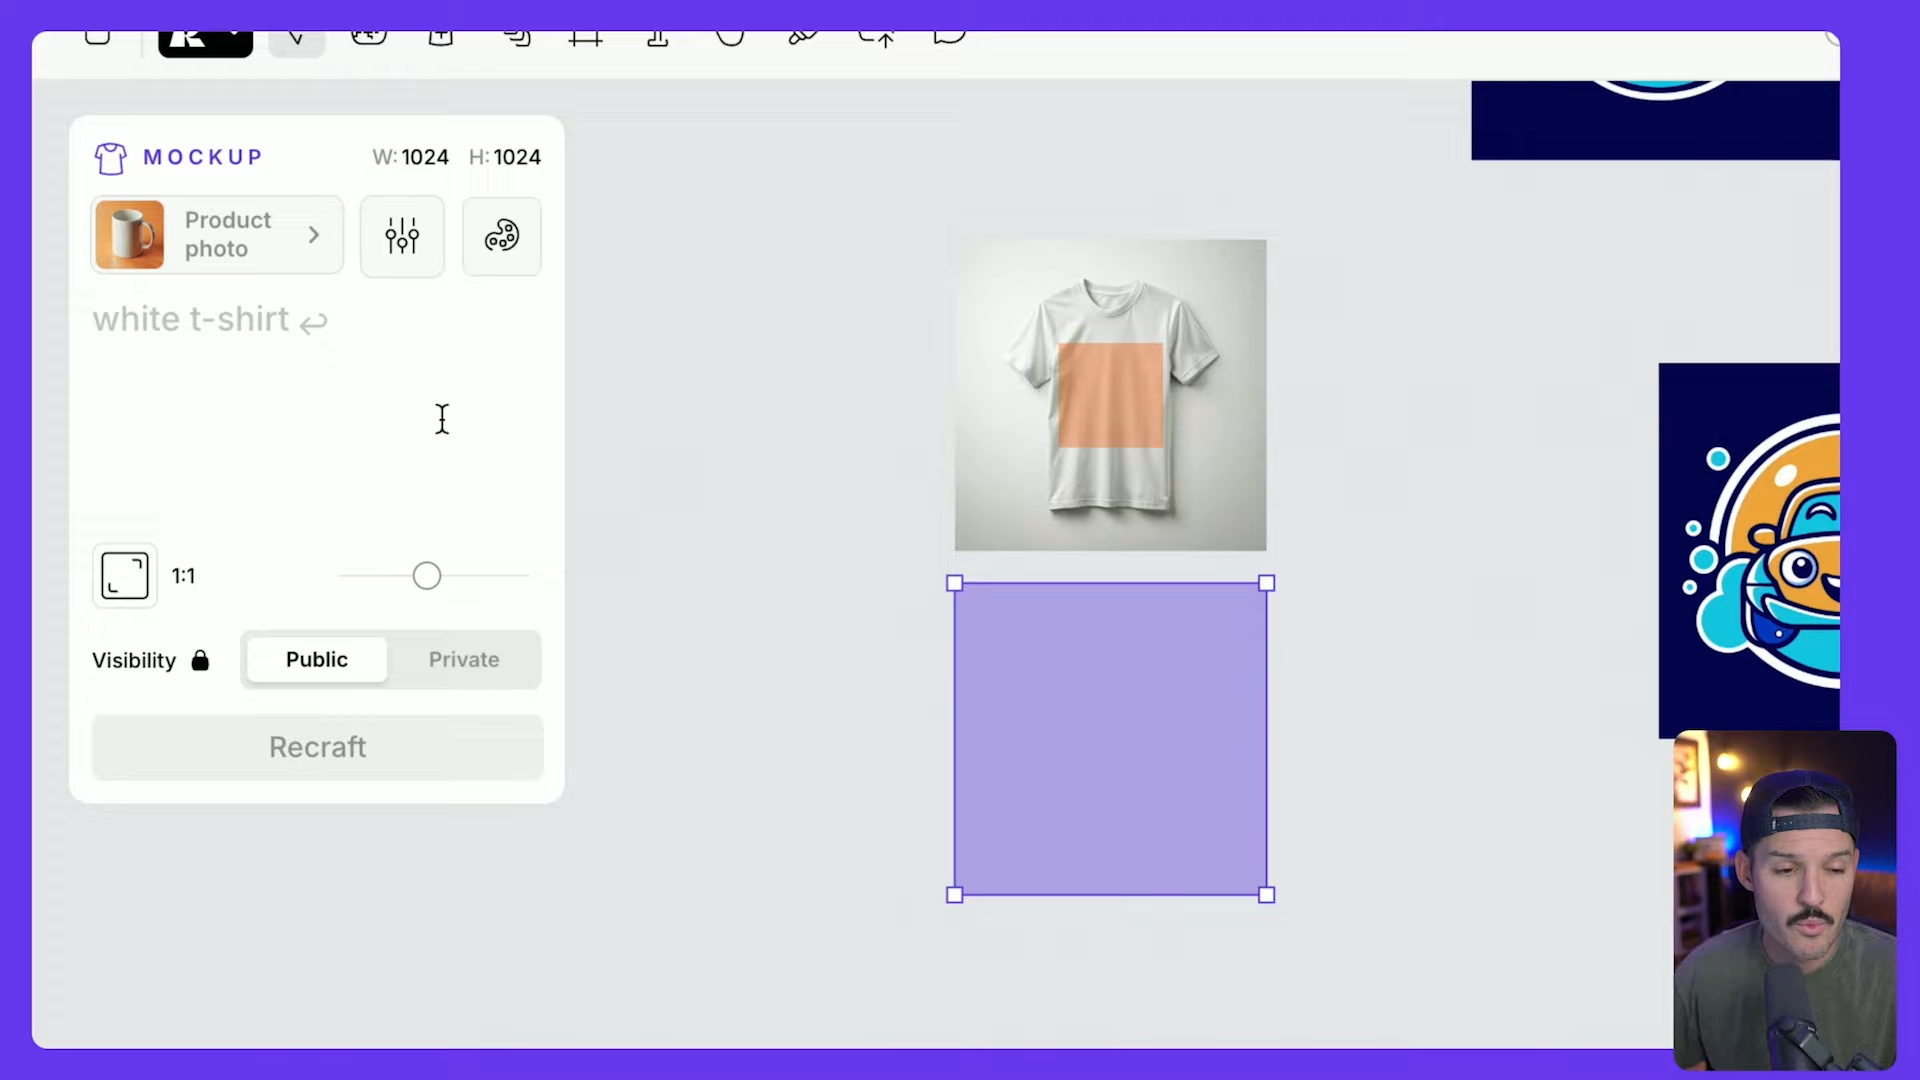 MOCKUP W: 1024 H: 1024
Product
photo
white t-shirt
1:1
Visibility Public Private
Recraft